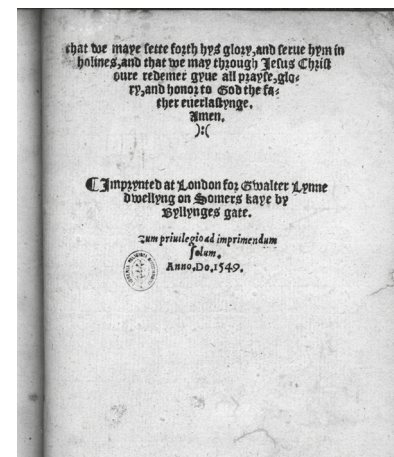 that we maye sette forth hys glory, and serue hym in
holines, and that we may through Jesus Christ
oure redemer gyue all prayse, glo⸗
ry, and honor to God the fa⸗
ther euerlastynge.
Amen.
):(
¶ Imprynted at London for Gwalter Lynne
dwellyng on Somers kaye by
Byllynges gate.
Cum priuilegio ad imprimendum
solum.
Anno, Do, 1549.